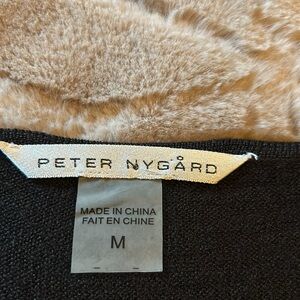 PETER NYGÅRD
MADE IN CHINA
FAIT EN CHINE
M